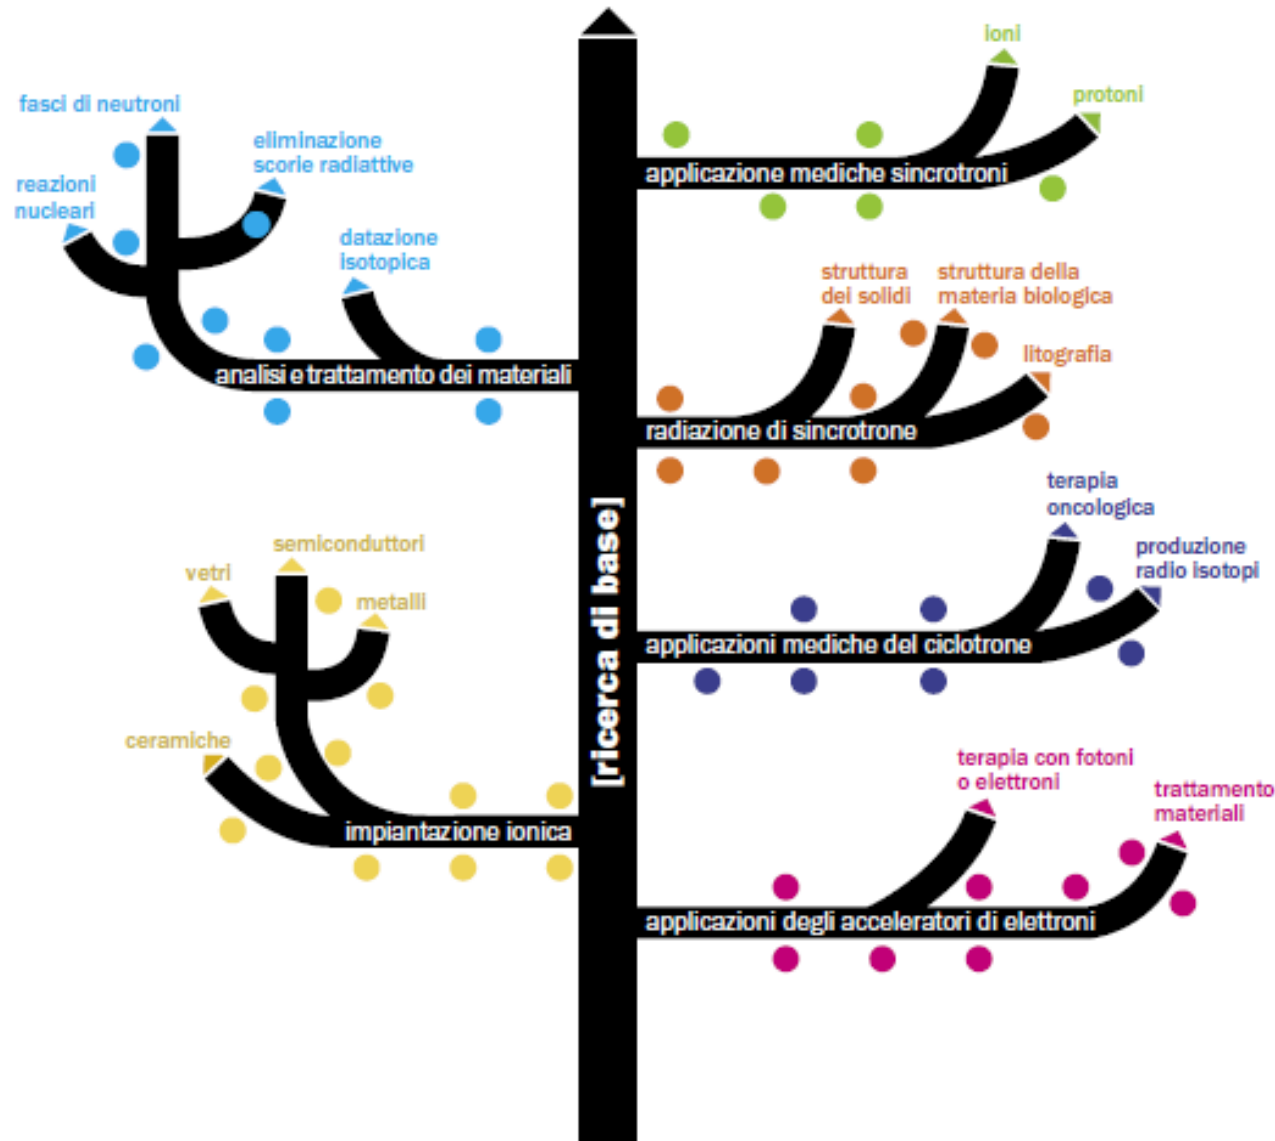 fasci di neutroni
eliminazione
scorie radiattive
reazioni
nucleari
datazione
isotopica
analisi e trattamento dei materiali
semiconduttori
vetri
metalli
ceramiche
impiantazione ionica
[ricerca di base]
ioni
protoni
applicazione mediche sincrotroni
struttura
dei solidi
struttura della
materia biologica
litografia
radiazione di sincrotrone
terapia
oncologica
produzione
radio isotopi
applicazioni mediche del ciclotrone
terapia con fotoni
o elettroni
trattamento
materiali
applicazioni degli acceleratori di elettroni